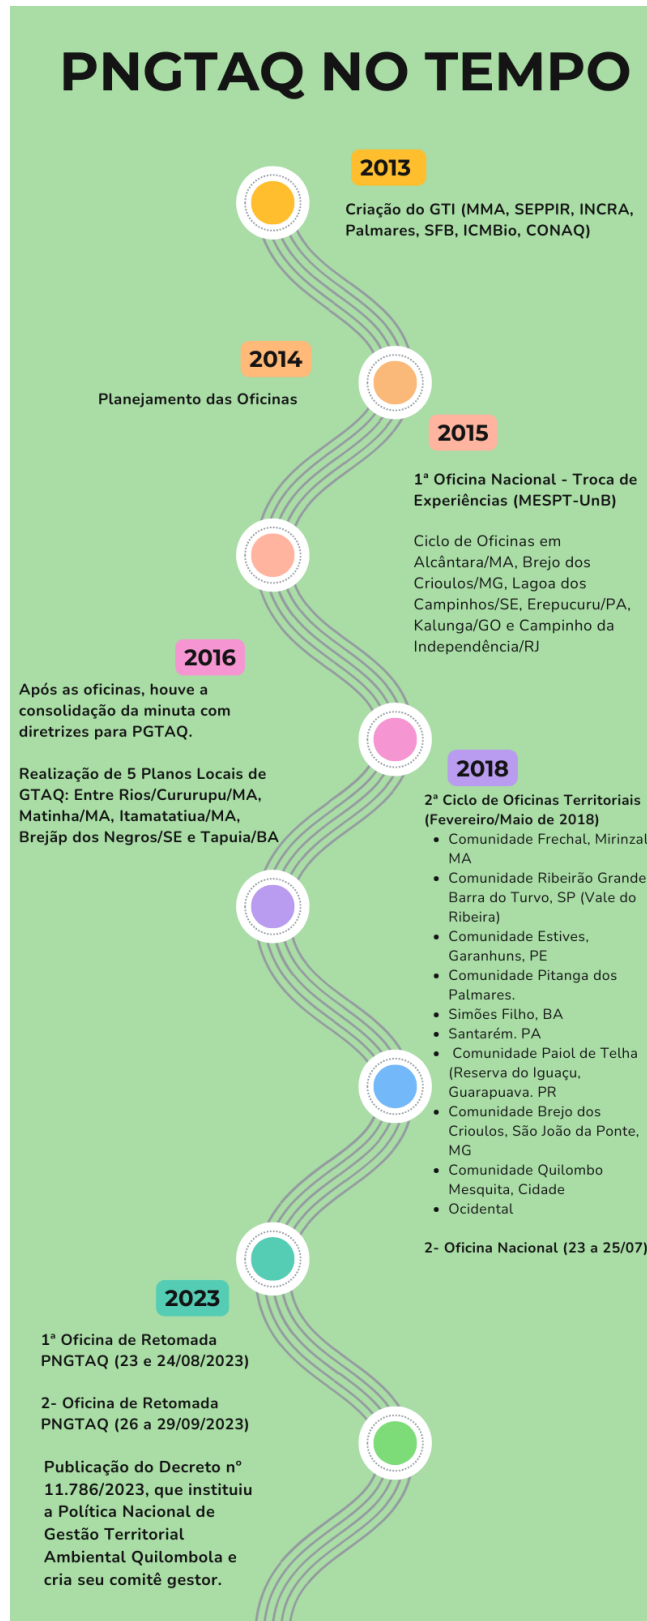 PNGTAQ NO TEMPO
2013
Criação do GTI (MMA, SEPPIR, INCRA,
Palmares, SFB, ICMBio, CONAQ)
2014
Planejamento das Oficinas
2015
1ª Oficina Nacional - Troca de
Experiências (MESPT-UnB)
Ciclo de Oficinas em
Alcântara/MA, Brejo dos
Crioulos/MG, Lagoa dos
Campinhos/SE, Erepucuru/PA,
Kalunga/GO e Campinho da
Independência/RJ
2016
Após as oficinas, houve a
consolidação da minuta com
diretrizes para PGTAQ.
Realização de 5 Planos Locais de
GTAQ: Entre Rios/Cururupu/MA,
Matinha/MA, Itamatatiua/MA,
Brejãp dos Negros/SE e Tapuia/BA
2018
2ª Ciclo de Oficinas Territoriais
(Fevereiro/Maio de 2018)
• Comunidade Frechal, Mirinzal
MA
• Comunidade Ribeirão Grande
Barra do Turvo, SP (Vale do
Ribeira)
• Comunidade Estives,
Garanhuns, PE
• Comunidade Pitanga dos
Palmares.
• Simões Filho, BA
• Santarém. PA
• Comunidade Paiol de Telha
(Reserva do Iguaçu,
Guarapuava. PR
• Comunidade Brejo dos
Crioulos, São João da Ponte,
MG
• Comunidade Quilombo
Mesquita, Cidade
• Ocidental
2- Oficina Nacional (23 a 25/07)
2023
1ª Oficina de Retomada
PNGTAQ (23 e 24/08/2023)
2- Oficina de Retomada
PNGTAQ (26 a 29/09/2023)
Publicação do Decreto nº
11.786/2023, que instituiu
a Política Nacional de
Gestão Territorial
Ambiental Quilombola e
cria seu comitê gestor.